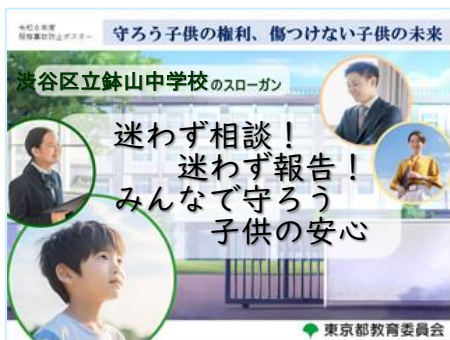 令和6年度
服務事故防止ポスター
守ろう子供の権利、傷つけない子供の未来
渋谷区立鉢山中学校のスローガン
迷わず相談！
迷わず報告！
みんなで守ろう
子供の安心
東京都教育委員会